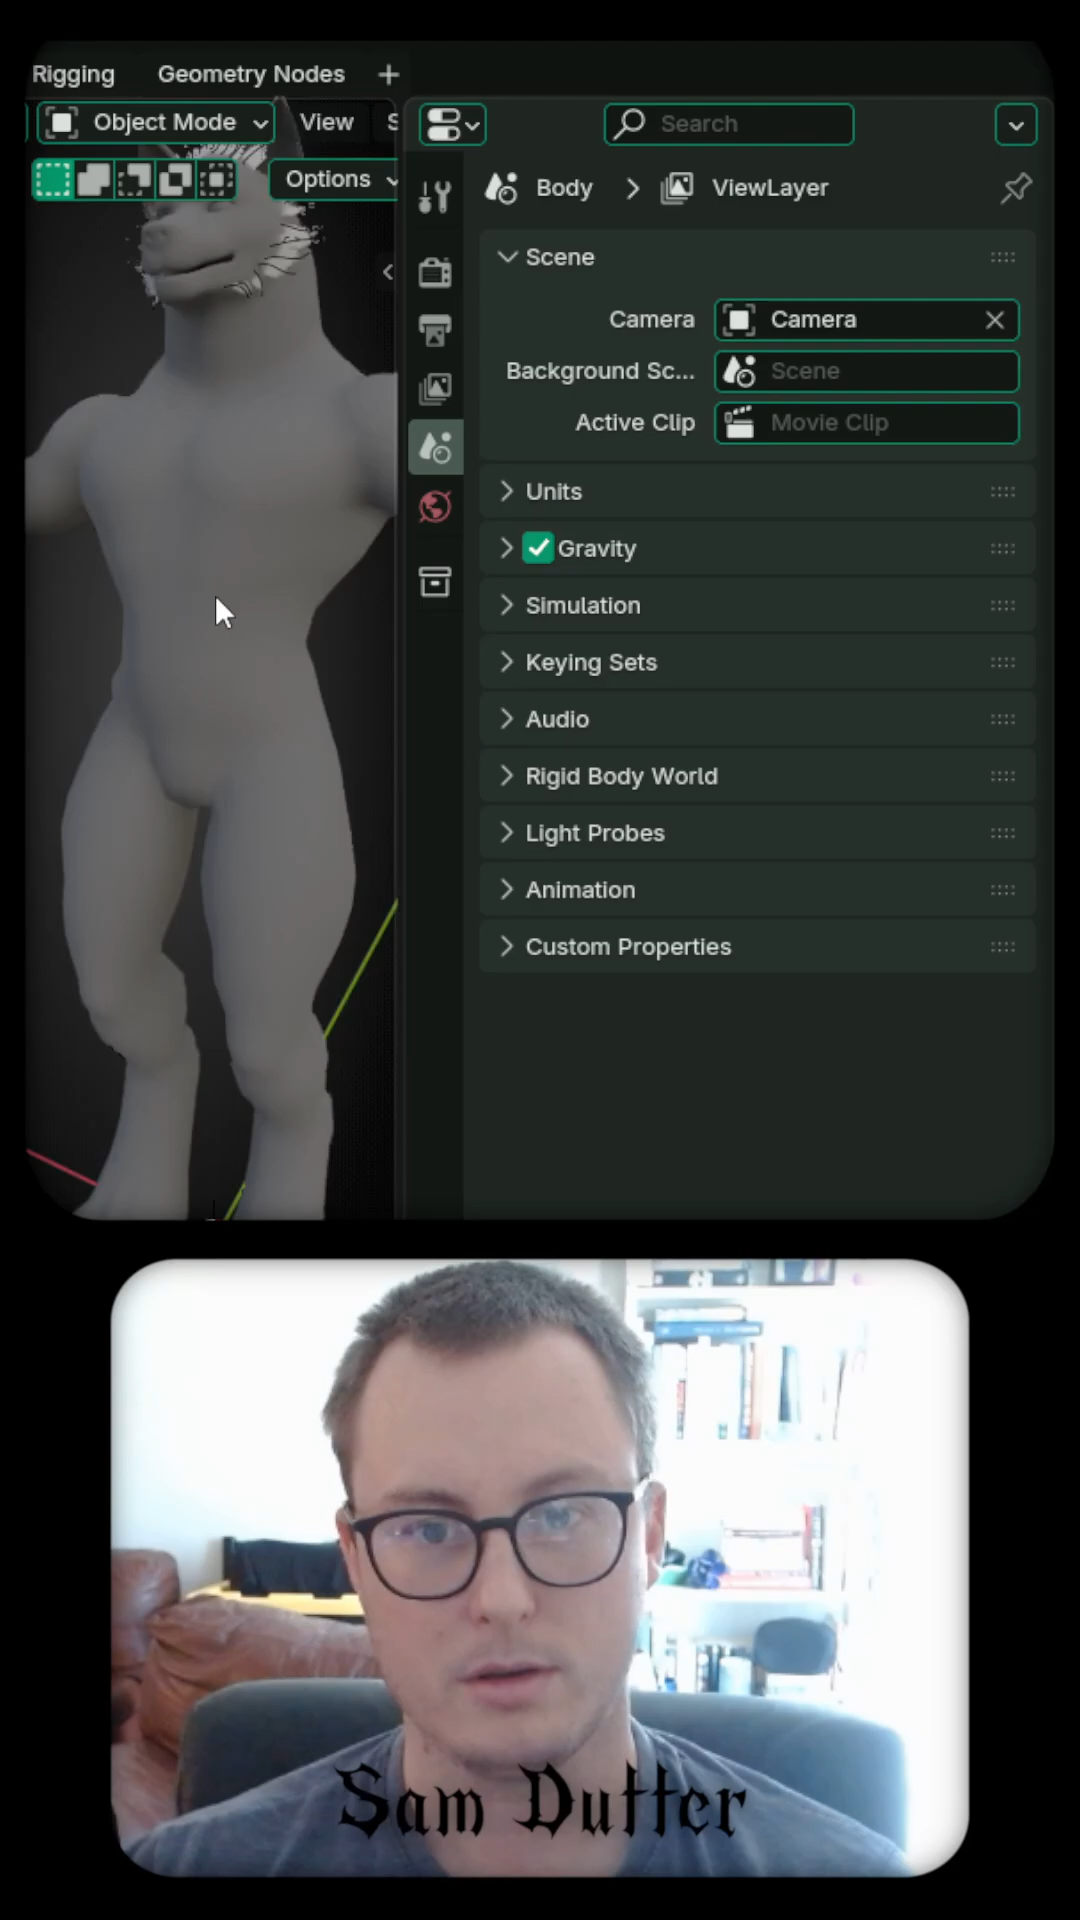 Rigging Geometry Nodes +
Object Mode View S
Search
Options
Body > ViewLayer
Scene
Camera Camera
Background Sc... Scene
Active Clip Movie Clip
Units
Gravity
Simulation
Keying Sets
Audio
Rigid Body World
Light Probes
Animation
Custom Properties
Sam Dutter